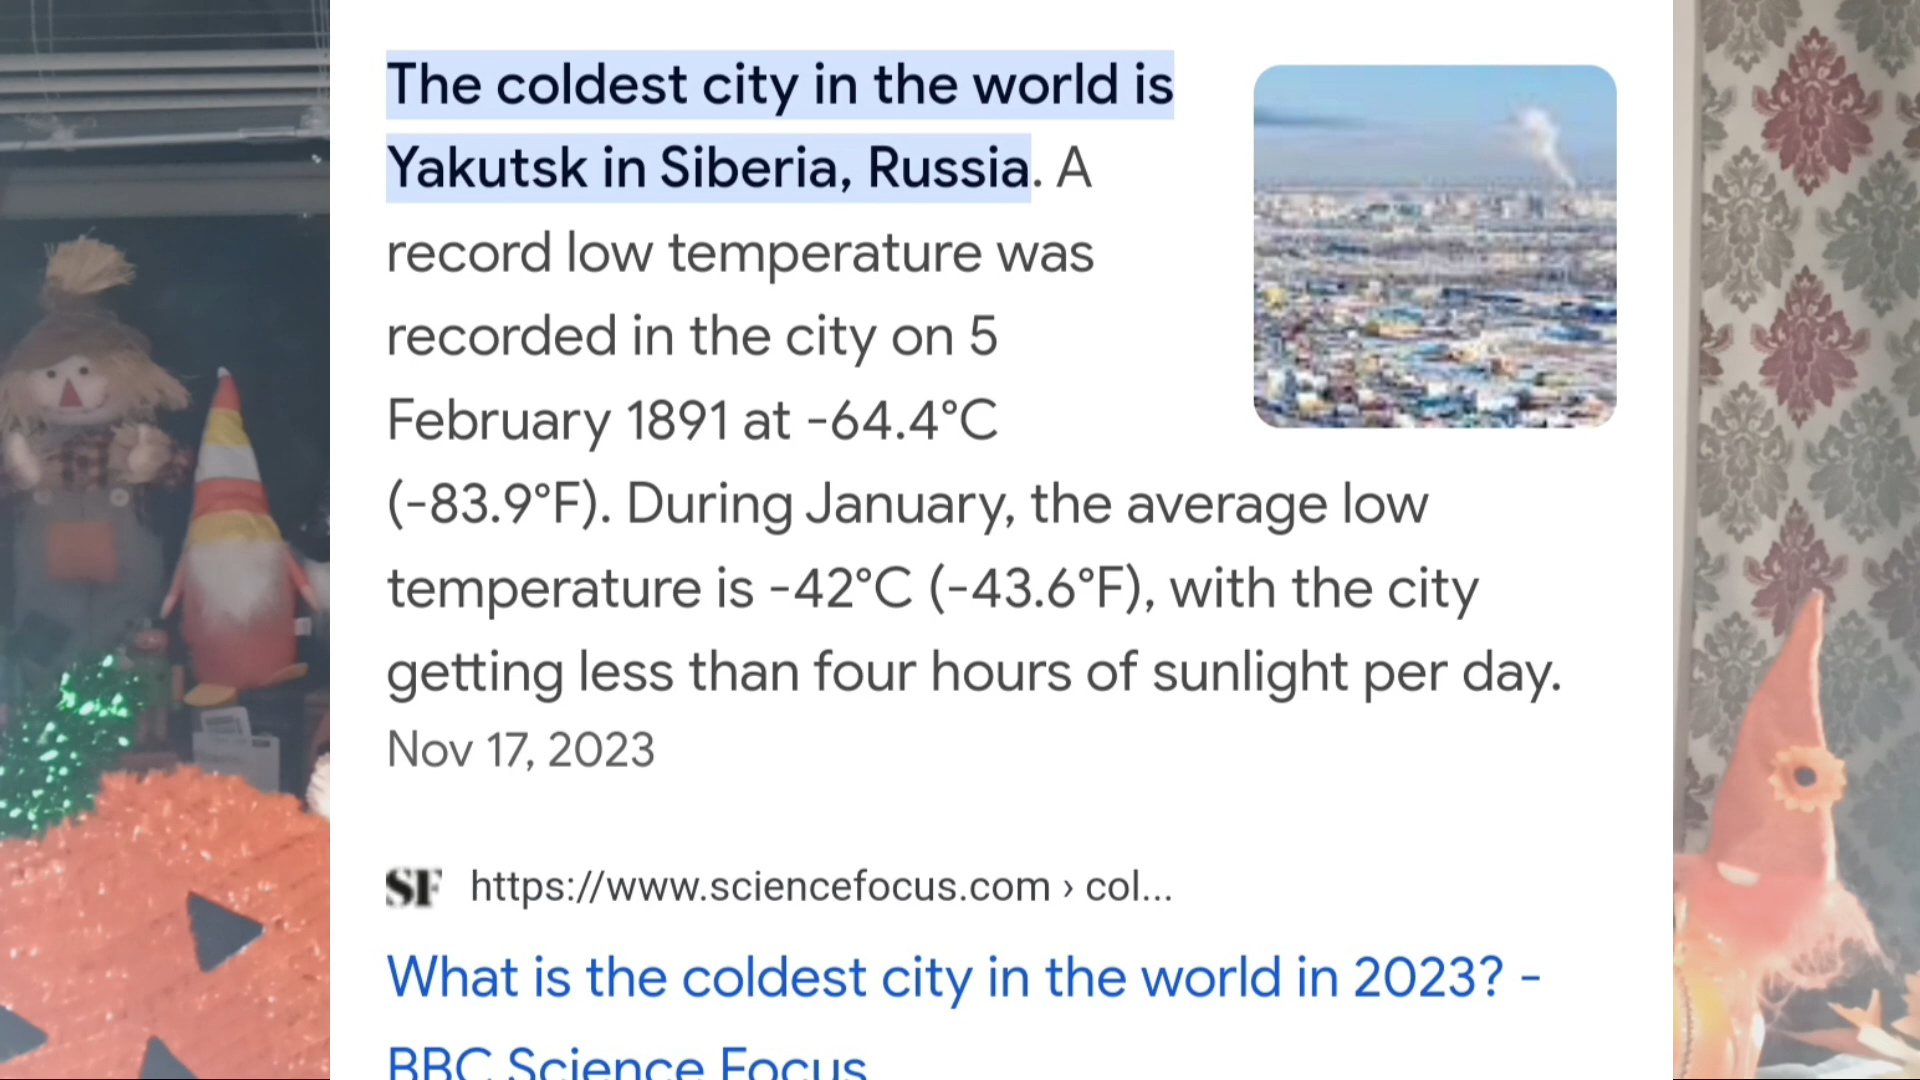 The coldest city in the world is
Yakutsk in Siberia, Russia. A
record low temperature was
recorded in the city on 5
February 1891 at -64.4°C
(-83.9°F). During January, the average low
temperature is -42°C (-43.6°F), with the city
getting less than four hours of sunlight per day.
Nov 17, 2023
SF https://www.sciencefocus.com › col...
What is the coldest city in the world in 2023? -
BBC Science Focus